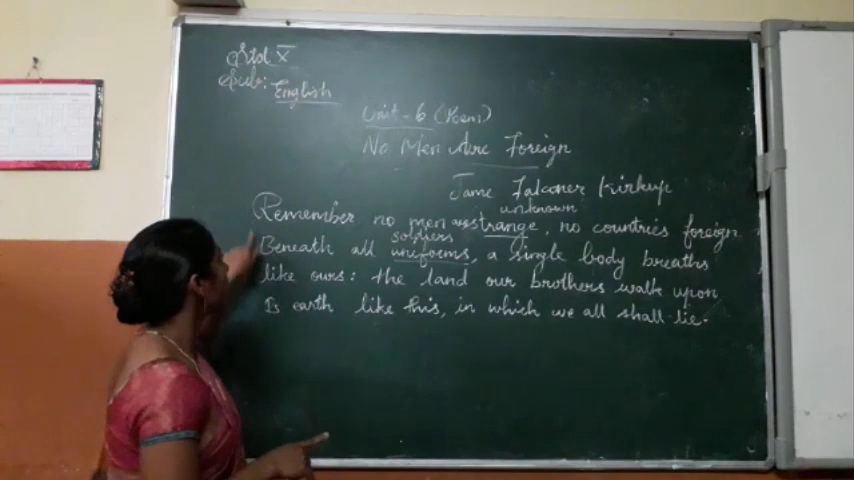 Std. X
Sub: English
Unit - 6 (Poem)
No Men Are Foreign
Jame Falconer Kirkup
unknown
Remember no men are strange, no countries foreign
soldiers
Beneath all uniforms, a single body breaths
like ours: the land our brothers walk upon
Is earth like this, in which we all shall lie.